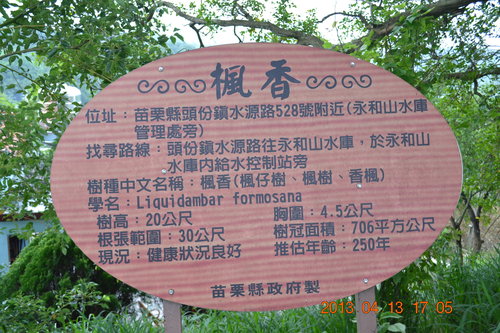 楓香
位址：苗栗縣頭份鎮水源路528號附近(永和山水庫
管理處旁)
找尋路線：頭份鎮水源路往永和山水庫，於永和山
水庫內給水控制站旁
樹種中文名稱：楓香(楓仔樹、楓樹、香楓)
學名：Liquidambar formosana
樹高：20公尺 胸圍：4.5公尺
根張範圍：30公尺 樹冠面積：706平方公尺
現況：健康狀況良好 推估年齡：250年
苗栗縣政府製
2013 04 13 17 05